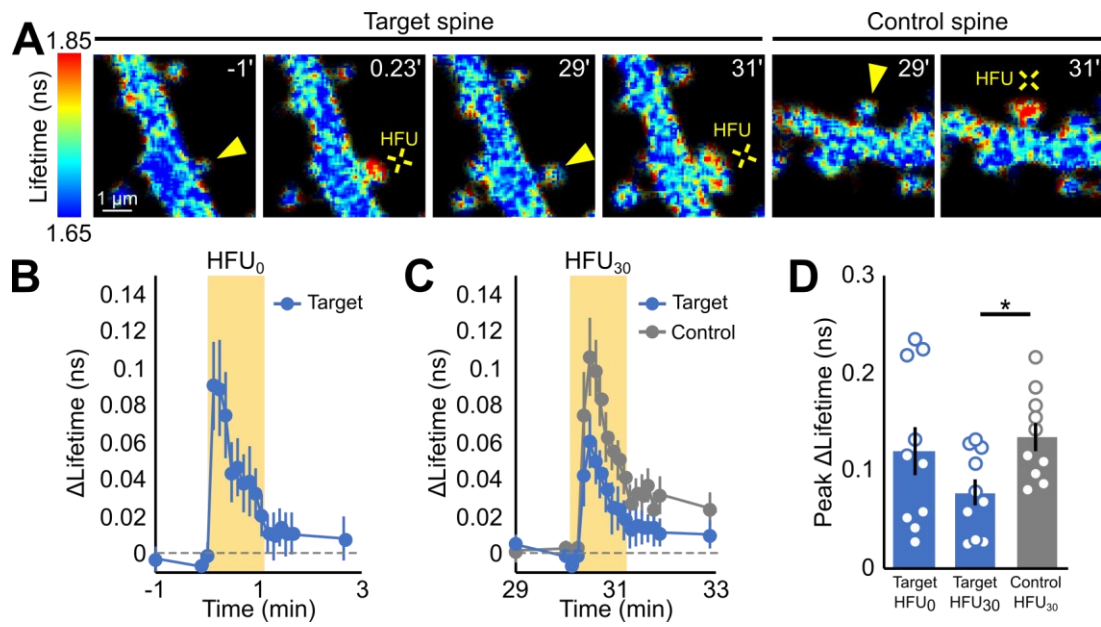 A
Target spine
Control spine
1.85
Lifetime (ns)
1.65
-1'
0.23'
29'
31'
29'
31'
HFU
HFU
HFU
1 µm
B
HFU0
Target
ΔLifetime (ns)
0.14
0.12
0.1
0.08
0.06
0.04
0.02
0
-1
1
3
Time (min)
C
HFU30
Target
Control
ΔLifetime (ns)
0.14
0.12
0.1
0.08
0.06
0.04
0.02
0
29
31
33
Time (min)
D
*
Peak ΔLifetime (ns)
0.3
0.2
0.1
0
Target HFU0
Target HFU30
Control HFU30